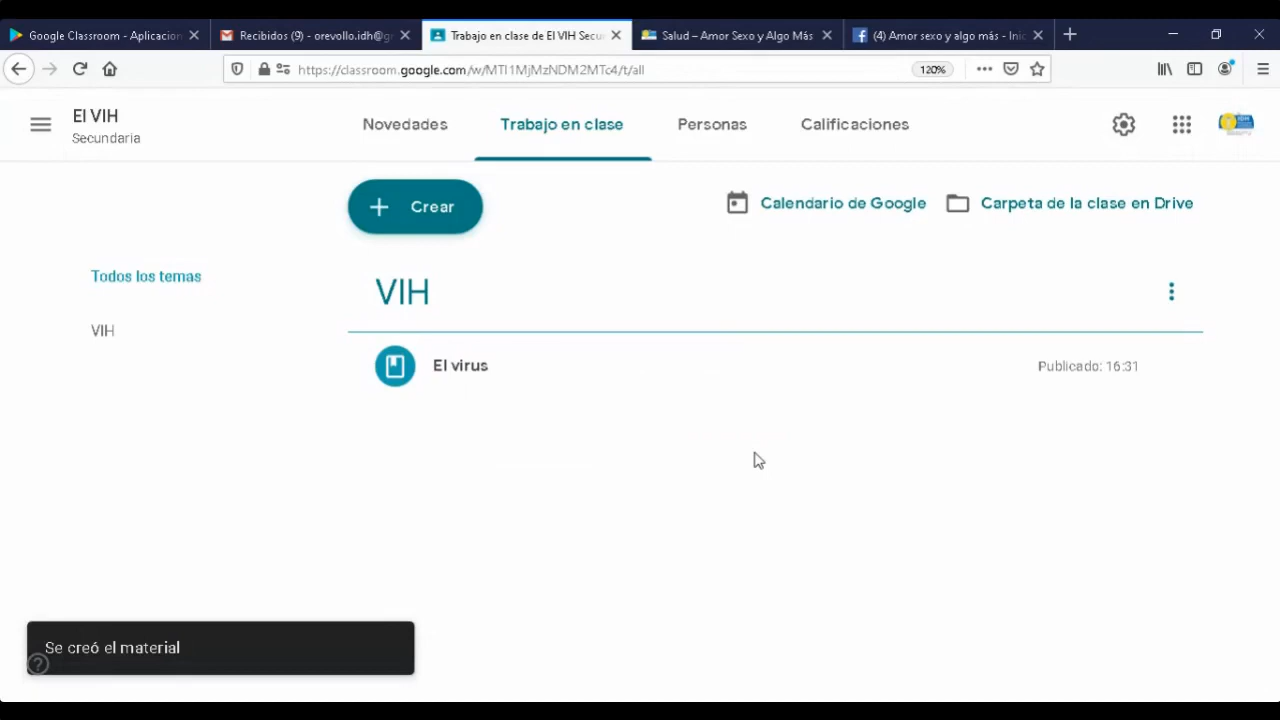 Google Classroom - Aplicacion
Recibidos (9) - orevollo.idh@g
Trabajo en clase de El VIH Secu
Salud – Amor Sexo y Algo Más
(4) Amor sexo y algo más - Inic
https://classroom.google.com/w/MTI1MjMzNDM2MTc4/t/all
120%
El VIH
Secundaria
Novedades
Trabajo en clase
Personas
Calificaciones
Crear
Calendario de Google
Carpeta de la clase en Drive
Todos los temas
VIH
VIH
El virus
Publicado: 16:31
Se creó el material